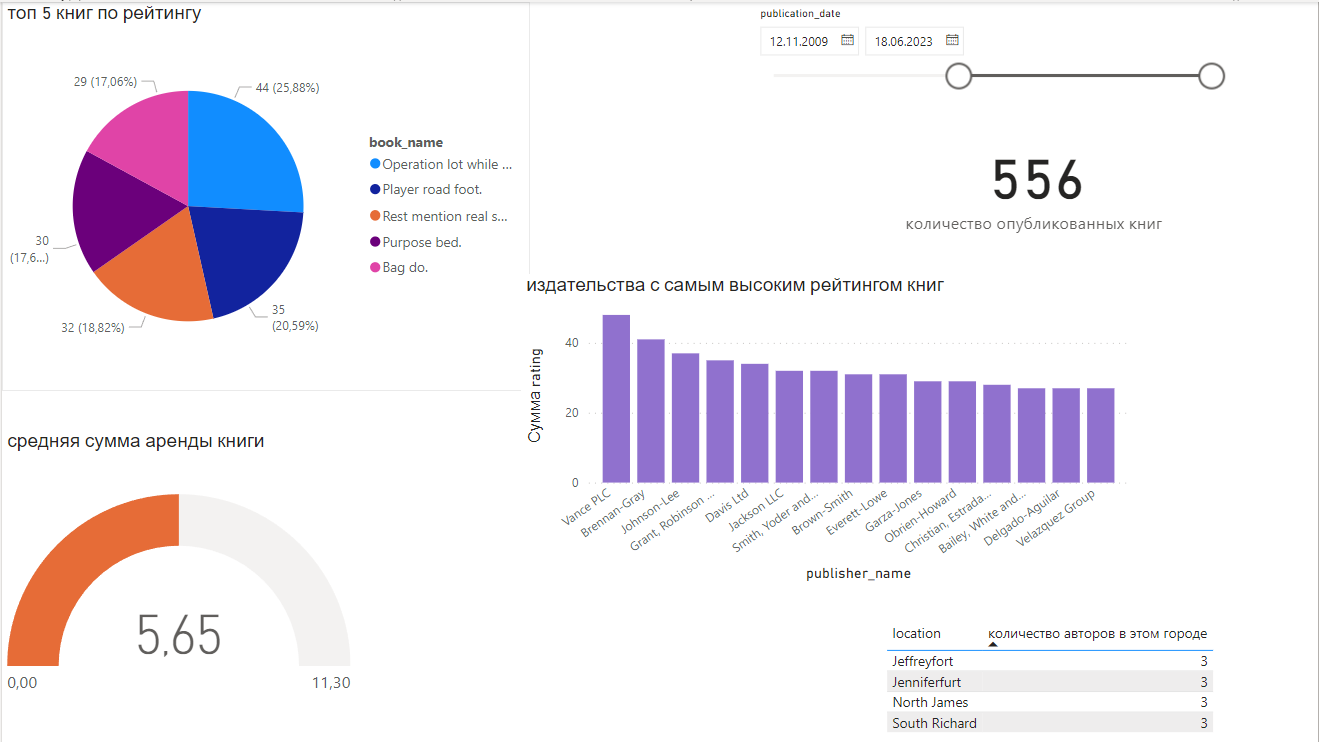 топ 5 книг по рейтингу
29 (17,06%)
44 (25,88%)
30
(17,6...)
35
(20,59%)
32 (18,82%)
book_name
Operation lot while ...
Player road foot.
Rest mention real s...
Purpose bed.
Bag do.
publication_date
12.11.2009
18.06.2023
556
количество опубликованных книг
издательства с самым высоким рейтингом книг
Сумма rating
40
20
0
Vance PLC
Brennan-Gray
Johnson-Lee
Grant, Robinson ...
Davis Ltd
Jackson LLC
Smith, Yoder and...
Brown-Smith
Everett-Lowe
Garza-Jones
Obrien-Howard
Christian, Estrada...
Bailey, White and...
Delgado-Aguilar
Velazquez Group
publisher_name
средняя сумма аренды книги
5,65
0,00
11,30
location количество авторов в этом городе
Jeffreyfort 3
Jenniferfurt 3
North James 3
South Richard 3